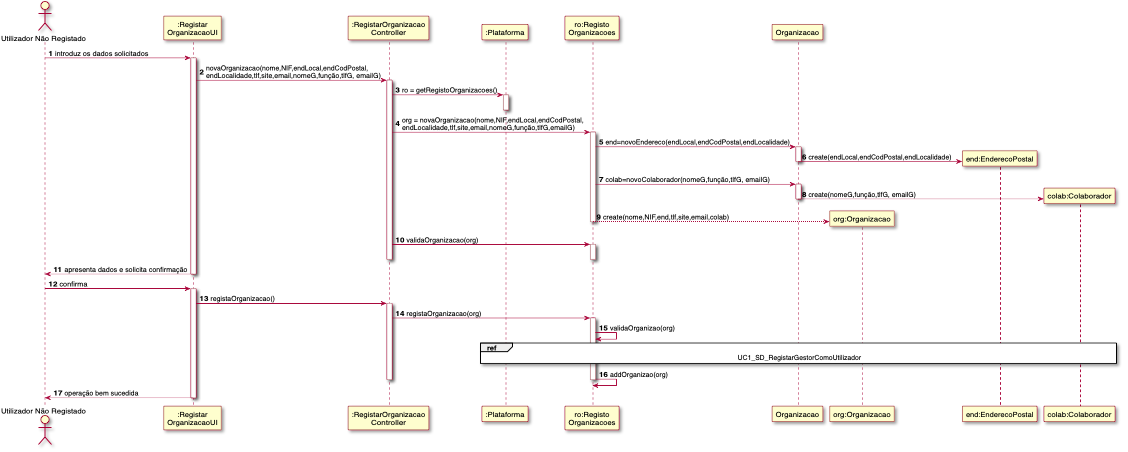 Utilizador Não Registado
:Registar
OrganizacaoUI
:RegistarOrganizacao
Controller
:Plataforma
ro:Registo
Organizacoes
Organizacao
1 introduz os dados solicitados
2 novaOrganizacao(nome,NIF,endLocal,endCodPostal,
endLocalidade,tlf,site,email,nomeG,função,tlfG, emailG)
3 ro = getRegistoOrganizacoes()
4 org = novaOrganizacao(nome,NIF,endLocal,endCodPostal,
endLocalidade,tlf,site,email,nomeG,função,tlfG,emailG)
5 end=novoEndereco(endLocal,endCodPostal,endLocalidade)
6 create(endLocal,endCodPostal,endLocalidade)
end:EnderecoPostal
7 colab=novoColaborador(nomeG,função,tlfG, emailG)
8 create(nomeG,função,tlfG, emailG)
colab:Colaborador
9 create(nome,NIF,end,tlf,site,email,colab)
org:Organizacao
10 validaOrganizacao(org)
11 apresenta dados e solicita confirmação
12 confirma
13 registaOrganizacao()
14 registaOrganizacao(org)
15 validaOrganizao(org)
ref
UC1_SD_RegistarGestorComoUtilizador
16 addOrganizao(org)
17 operação bem sucedida
Utilizador Não Registado
:Registar
OrganizacaoUI
:RegistarOrganizacao
Controller
:Plataforma
ro:Registo
Organizacoes
Organizacao
org:Organizacao
end:EnderecoPostal
colab:Colaborador